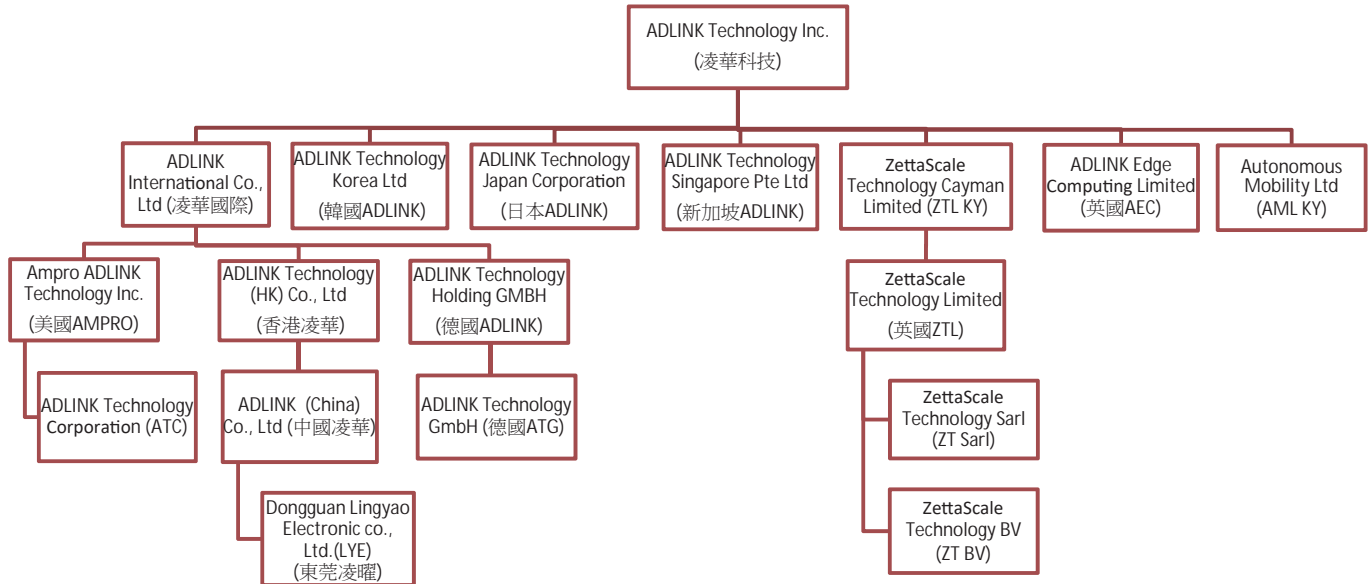 ADLINK Technology Inc.
(凌華科技)
ADLINK
International Co.,
Ltd (凌華國際)
ADLINK Technology
Korea Ltd
(韓國ADLINK)
ADLINK Technology
Japan Corporation
(日本ADLINK)
ADLINK Technology
Singapore Pte Ltd
(新加坡ADLINK)
ZettaScale
Technology Cayman
Limited (ZTL KY)
ADLINK Edge
Computing Limited
(英國AEC)
Autonomous
Mobility Ltd
(AML KY)
Ampro ADLINK
Technology Inc.
(美國AMPRO)
ADLINK Technology
(HK) Co., Ltd
(香港凌華)
ADLINK Technology
Holding GMBH
(德國ADLINK)
ZettaScale
Technology Limited
(英國ZTL)
ADLINK Technology
Corporation (ATC)
ADLINK (China)
Co., Ltd (中國凌華)
ADLINK Technology
GmbH (德國ATG)
ZettaScale
Technology Sarl
(ZT Sarl)
Dongguan Lingyao
Electronic co.,
Ltd.(LYE)
(東莞凌曜)
ZettaScale
Technology BV
(ZT BV)